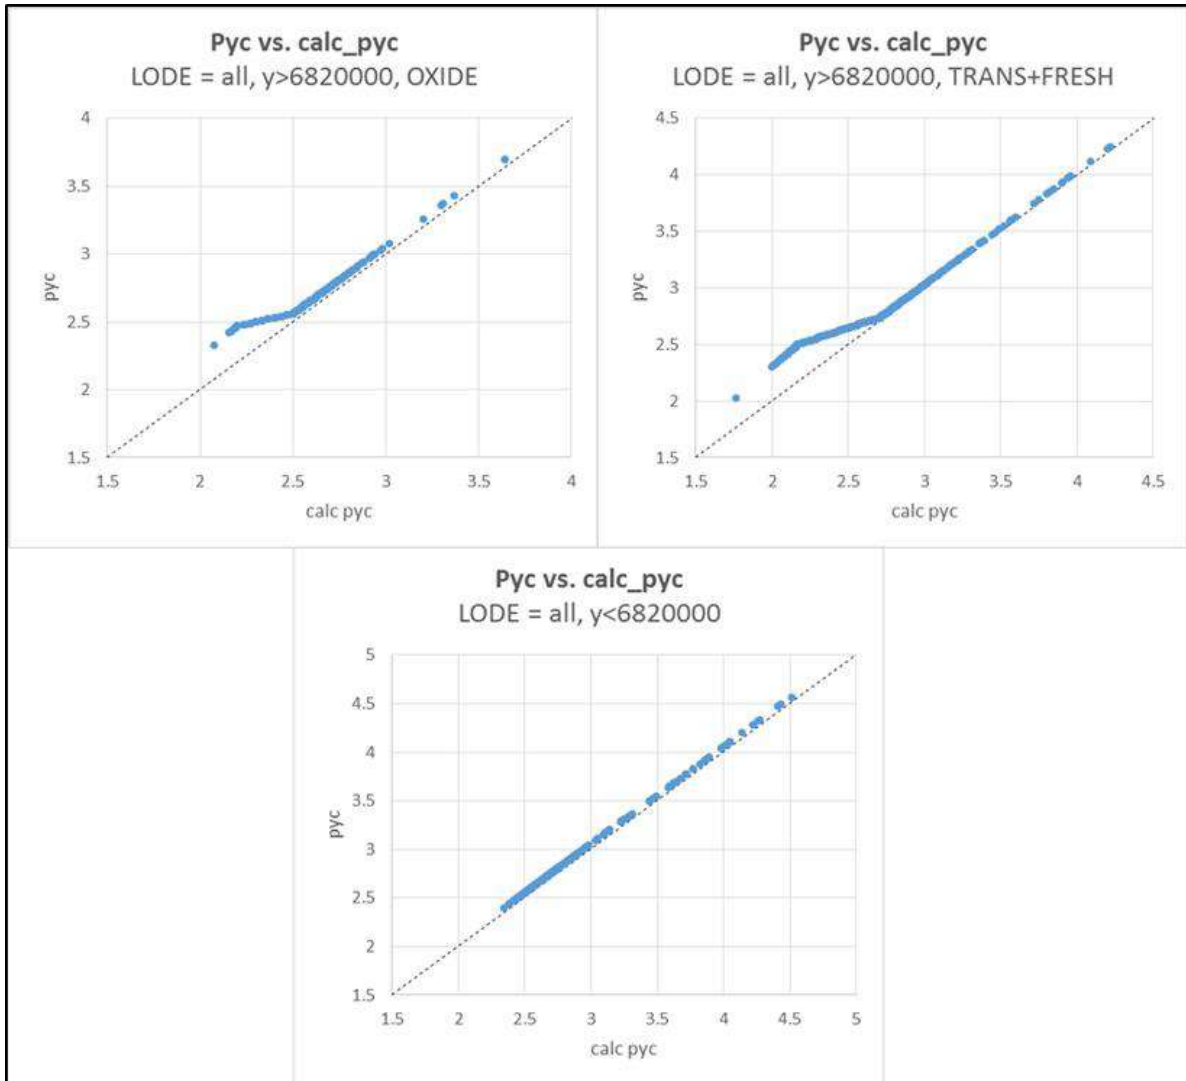 Pyc vs. calc_pyc
LODE = all, y>6820000, OXIDE
4
3.5
3
2.5
2
1.5
pyc
1.5 2 2.5 3 3.5 4
calc pyc
Pyc vs. calc_pyc
LODE = all, y>6820000, TRANS+FRESH
4.5
4
3.5
3
2.5
2
1.5
pyc
1.5 2 2.5 3 3.5 4 4.5
calc pyc
Pyc vs. calc_pyc
LODE = all, y<6820000
5
4.5
4
3.5
3
2.5
2
1.5
pyc
1.5 2 2.5 3 3.5 4 4.5 5
calc pyc